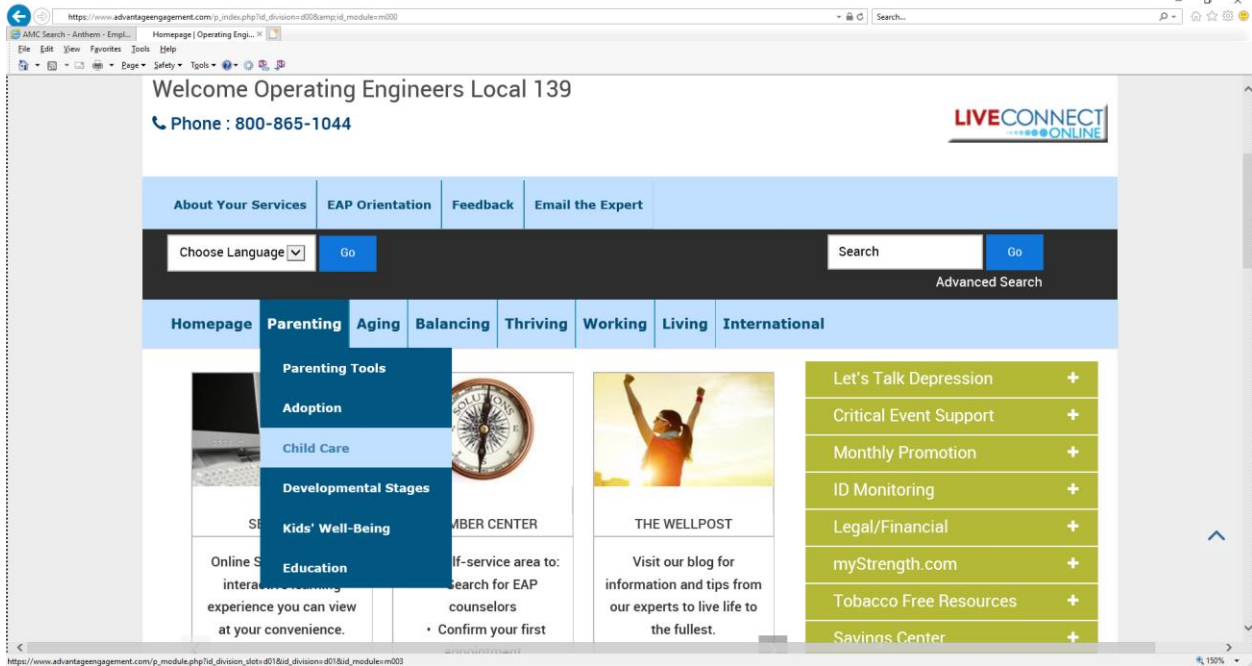 https://www.advantageengagement.com/p_index.php?id_division=d00&amp;id_module=m000
Search...
AMC Search - Anthem - Empl...
Homepage | Operating Engi...
File Edit View Favorites Tools Help
Page Safety Tools
Welcome Operating Engineers Local 139
Phone : 800-865-1044
LIVECONNECT
ONLINE
About Your Services EAP Orientation Feedback Email the Expert
Choose Language Go
Search Go
Advanced Search
Homepage Parenting Aging Balancing Thriving Working Living International
Parenting Tools
Adoption
Child Care
Developmental Stages
Kids' Well-Being
Education
SOLUTIONS
E
MBER CENTER
THE WELLPOST
Online
experience you can view
at your convenience.
lf-service area to:
Search for EAP
counselors
• Confirm your first
appointment
Visit our blog for
information and tips from
our experts to live life to
the fullest.
Let's Talk Depression +
Critical Event Support +
Monthly Promotion +
ID Monitoring +
Legal/Financial +
myStrength.com +
Tobacco Free Resources +
Savings Center +
https://www.advantageengagement.com/p_module.php?id_division_slot=d01&id_division=d01&id_module=m003
150%